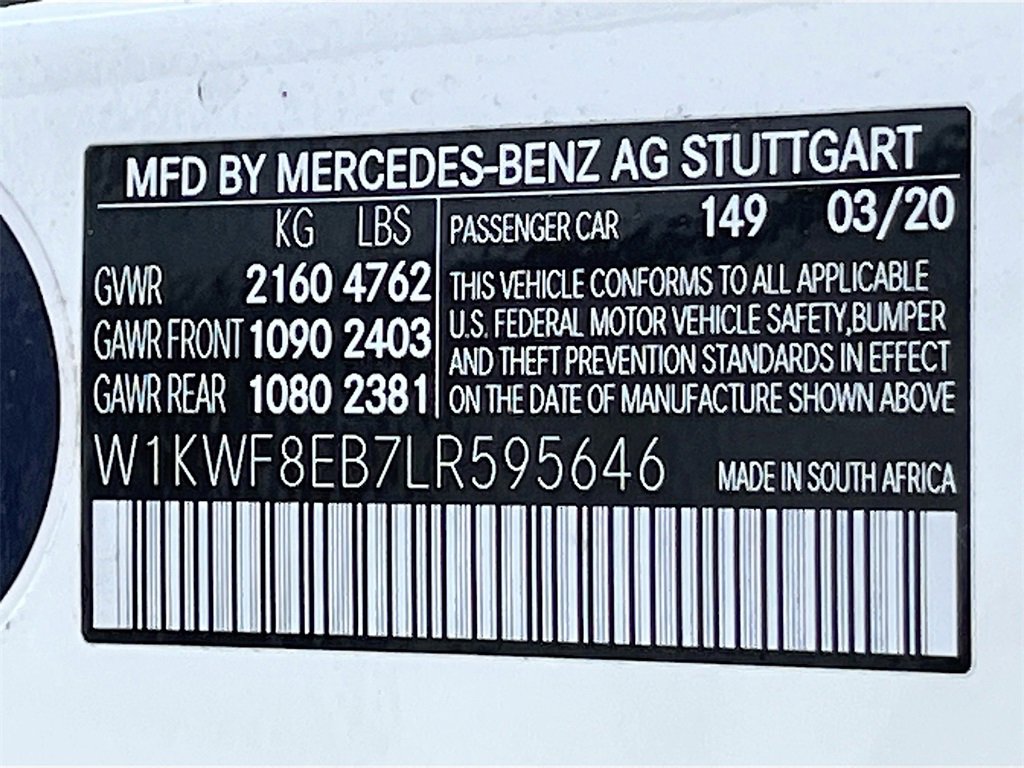 MFD BY MERCEDES-BENZ AG STUTTGART
KG LBS
GVWR 2160 4762
GAWR FRONT 1090 2403
GAWR REAR 1080 2381
PASSENGER CAR 149 03/20
THIS VEHICLE CONFORMS TO ALL APPLICABLE
U.S. FEDERAL MOTOR VEHICLE SAFETY,BUMPER
AND THEFT PREVENTION STANDARDS IN EFFECT
ON THE DATE OF MANUFACTURE SHOWN ABOVE
W1KWF8EB7LR595646
MADE IN SOUTH AFRICA